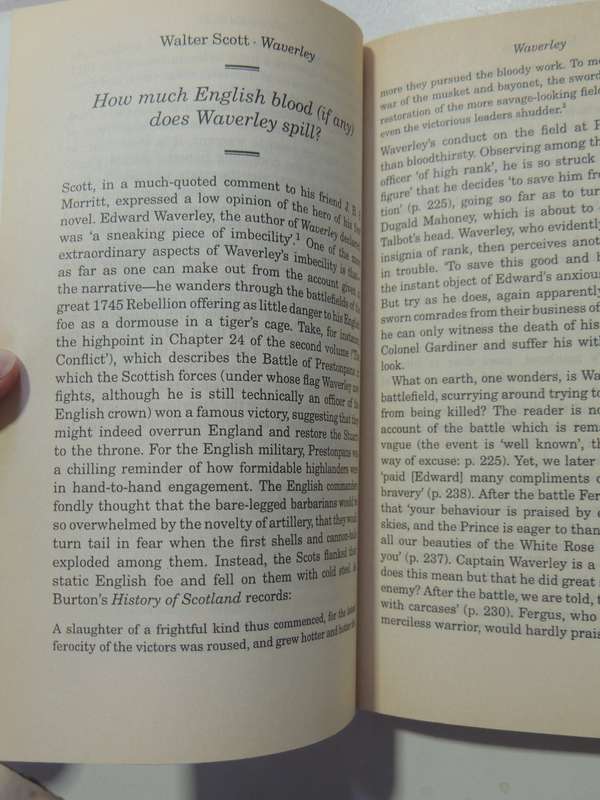 Walter Scott · Waverley
How much English blood (if any)
does Waverley spill?
Scott, in a much-quoted comment to his friend J. B. S.
Morritt, expressed a low opinion of the hero of his
novel. Edward Waverley, the author of Waverley declared
was ‘a sneaking piece of imbecility’.¹ One of the more
extraordinary aspects of Waverley’s imbecility is that—
as far as one can make out from the account given in
the narrative—he wanders through the battlefields of the
great 1745 Rebellion offering as little danger to his English
foe as a dormouse in a tiger’s cage. Take, for instance,
the highpoint in Chapter 24 of the second volume (‘The
Conflict’), which describes the Battle of Prestonpans in
which the Scottish forces (under whose flag Waverley now
fights, although he is still technically an officer of the
English crown) won a famous victory, suggesting that they
might indeed overrun England and restore the Stuarts
to the throne. For the English military, Prestonpans was
a chilling reminder of how formidable highlanders were
in hand-to-hand engagement. The English commanders
fondly thought that the bare-legged barbarians would be
so overwhelmed by the novelty of artillery, that they would
turn tail in fear when the first shells and cannon-balls
exploded among them. Instead, the Scots flanked their
static English foe and fell on them with cold steel. As
Burton’s History of Scotland records:
A slaughter of a frightful kind thus commenced, for the latent
ferocity of the victors was roused, and grew hotter and hotter the
Waverley
more they pursued the bloody work. To me
war of the musket and bayonet, the sword
restoration of the more savage-looking fiel
even the victorious leaders shudder.²
Waverley’s conduct on the field at P
than bloodthirsty. Observing among th
officer ‘of high rank’, he is so struck
figure’ that he decides ‘to save him fr
tion’ (p. 225), going so far as to tur
Dugald Mahoney, which is about to
Talbot’s head. Waverley, who evidently
insignia of rank, then perceives anot
in trouble. ‘To save this good and b
the instant object of Edward’s anxious
But try as he does, again apparently
sworn comrades from their business of
he can only witness the death of his
Colonel Gardiner and suffer his with
look.
What on earth, one wonders, is Wa
battlefield, scurrying around trying to
from being killed? The reader is no
account of the battle which is rema
vague (the event is ‘well known’, th
way of excuse: p. 225). Yet, we later
‘paid [Edward] many compliments o
bravery’ (p. 238). After the battle Fer
that ‘your behaviour is praised by e
skies, and the Prince is eager to than
all our beauties of the White Rose
you’ (p. 237). Captain Waverley is a
does this mean but that he did great s
enemy? After the battle, we are told, t
with carcases’ (p. 230). Fergus, who
merciless warrior, would hardly prais